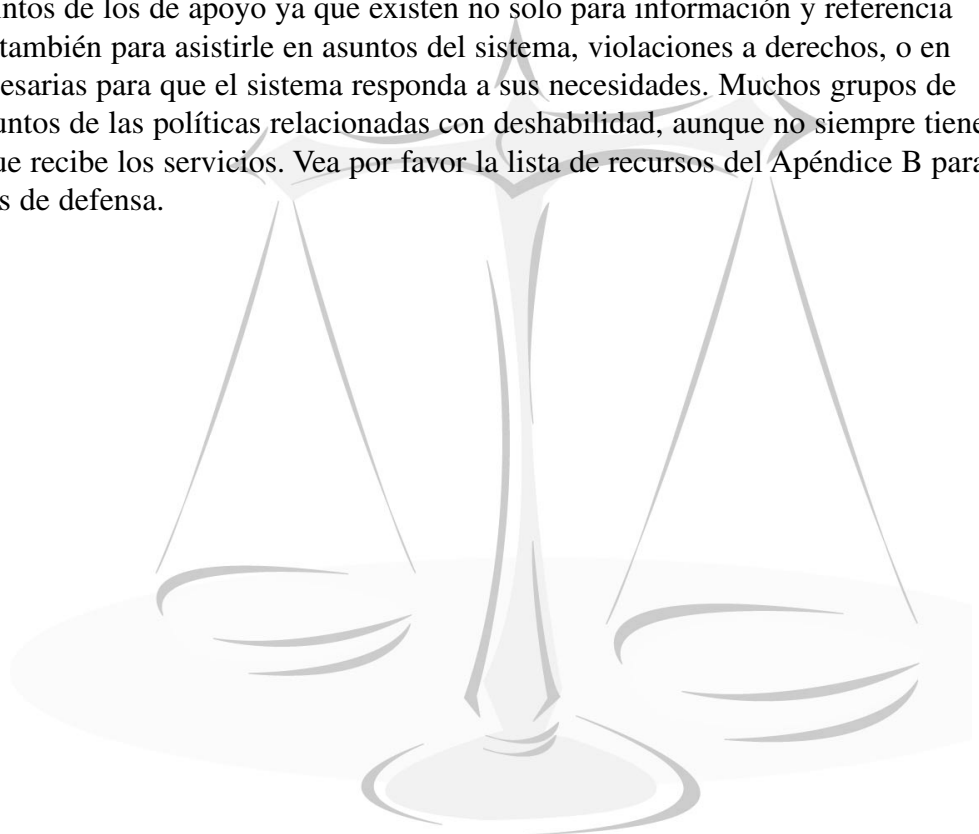 intos de los de apoyo ya que existen no solo para información y referencia
también para asistirle en asuntos del sistema, violaciones a derechos, o en
esarias para que el sistema responda a sus necesidades. Muchos grupos de
untos de las políticas relacionadas con deshabilidad, aunque no siempre tiene
ue recibe los servicios. Vea por favor la lista de recursos del Apéndice B para
s de defensa.